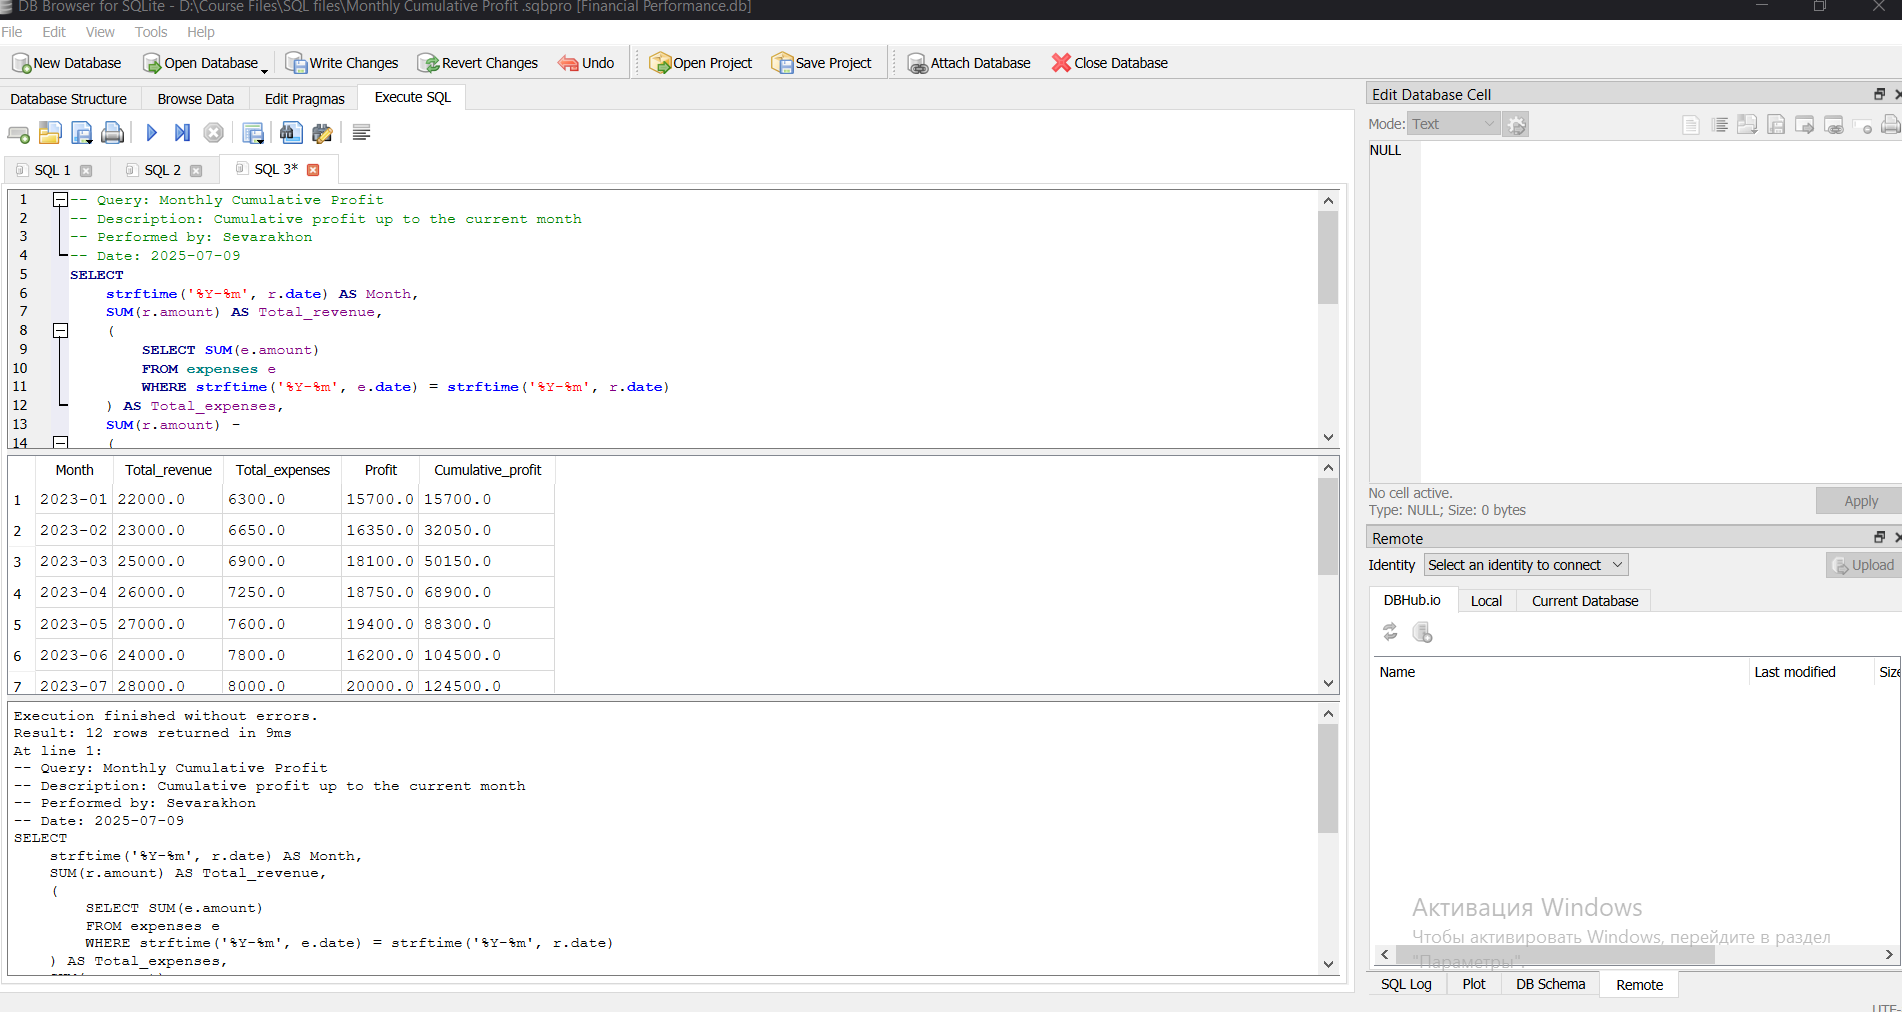 DB Browser for SQLite - D:\Course Files\SQL files\Monthly Cumulative Profit .sqbpro [Financial Performance.db]
File Edit View Tools Help
New Database Open Database Write Changes Revert Changes Undo Open Project Save Project Attach Database Close Database
Database Structure Browse Data Edit Pragmas Execute SQL
SQL 1 SQL 2 SQL 3*
1 -- Query: Monthly Cumulative Profit
2 -- Description: Cumulative profit up to the current month
3 -- Performed by: Sevarakhon
4 -- Date: 2025-07-09
5 SELECT
6 strftime('%Y-%m', r.date) AS Month,
7 SUM(r.amount) AS Total_revenue,
8 (
9 SELECT SUM(e.amount)
10 FROM expenses e
11 WHERE strftime('%Y-%m', e.date) = strftime('%Y-%m', r.date)
12 ) AS Total_expenses,
13 SUM(r.amount) -
14 (
Month Total_revenue Total_expenses Profit Cumulative_profit
1 2023-01 22000.0 6300.0 15700.0 15700.0
2 2023-02 23000.0 6650.0 16350.0 32050.0
3 2023-03 25000.0 6900.0 18100.0 50150.0
4 2023-04 26000.0 7250.0 18750.0 68900.0
5 2023-05 27000.0 7600.0 19400.0 88300.0
6 2023-06 24000.0 7800.0 16200.0 104500.0
7 2023-07 28000.0 8000.0 20000.0 124500.0
Execution finished without errors.
Result: 12 rows returned in 9ms
At line 1:
-- Query: Monthly Cumulative Profit
-- Description: Cumulative profit up to the current month
-- Performed by: Sevarakhon
-- Date: 2025-07-09
SELECT
strftime('%Y-%m', r.date) AS Month,
SUM(r.amount) AS Total_revenue,
(
SELECT SUM(e.amount)
FROM expenses e
WHERE strftime('%Y-%m', e.date) = strftime('%Y-%m', r.date)
) AS Total_expenses,
Edit Database Cell
Mode: Text
NULL
No cell active.
Type: NULL; Size: 0 bytes
Apply
Remote
Identity Select an identity to connect Upload
DBHub.io Local Current Database
Name Last modified Size
Активация Windows
Чтобы активировать Windows, перейдите в раздел
"Параметры".
SQL Log Plot DB Schema Remote